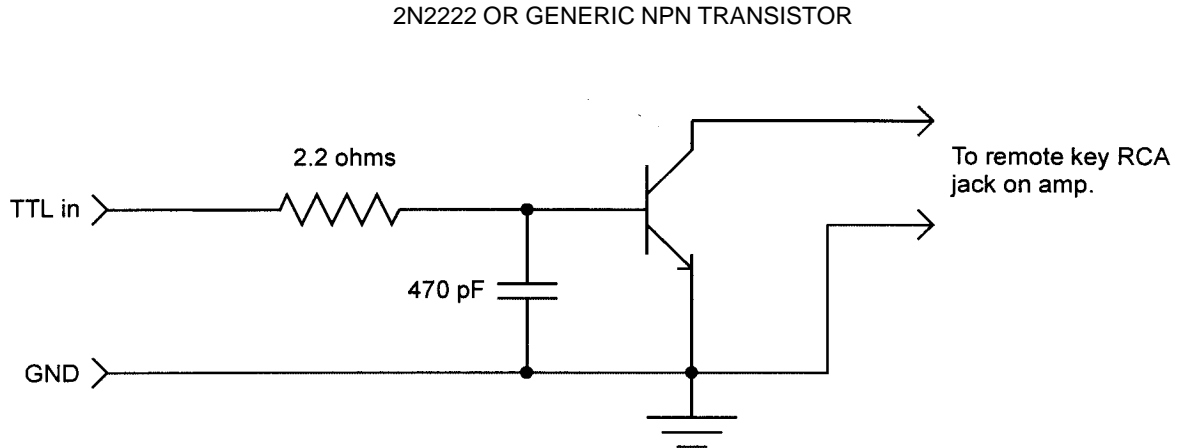 2N2222 OR GENERIC NPN TRANSISTOR
2.2 ohms
To remote key RCA
jack on amp.
TTL in
470 pF
GND